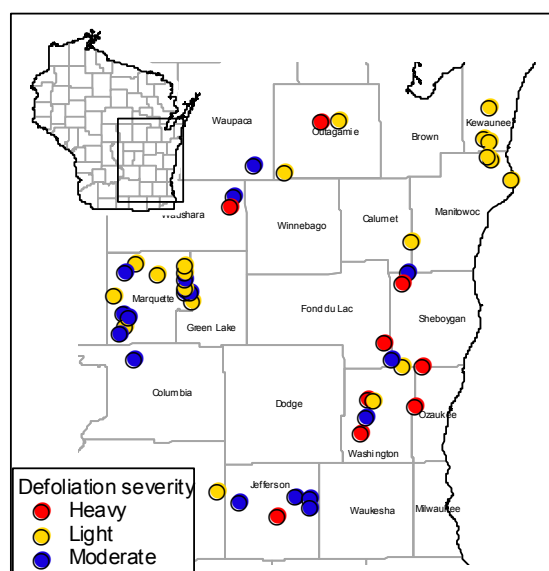 Waupaca
Outagamie
Brown
Kewaunee
Waushara
Winnebago
Calumet
Manitowoc
Marquette
Green Lake
Fond du Lac
Sheboygan
Columbia
Dodge
Washington
Ozaukee
Jefferson
Waukesha
Milwaukee
Defoliation severity
Heavy
Light
Moderate